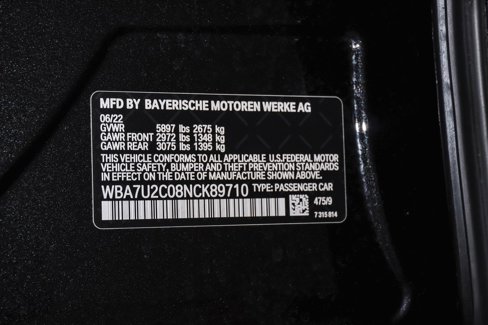 MFD BY BAYERISCHE MOTOREN WERKE AG
06/22
GVWR 5897 lbs 2675 kg
GAWR FRONT 2972 lbs 1348 kg
GAWR REAR 3075 lbs 1395 kg
THIS VEHICLE CONFORMS TO ALL APPLICABLE U.S.FEDERAL MOTOR
VEHICLE SAFETY, BUMPER AND THEFT PREVENTION STANDARDS
IN EFFECT ON THE DATE OF MANUFACTURE SHOWN ABOVE.
WBA7U2C08NCK89710 TYPE: PASSENGER CAR
475/9
7 315 814